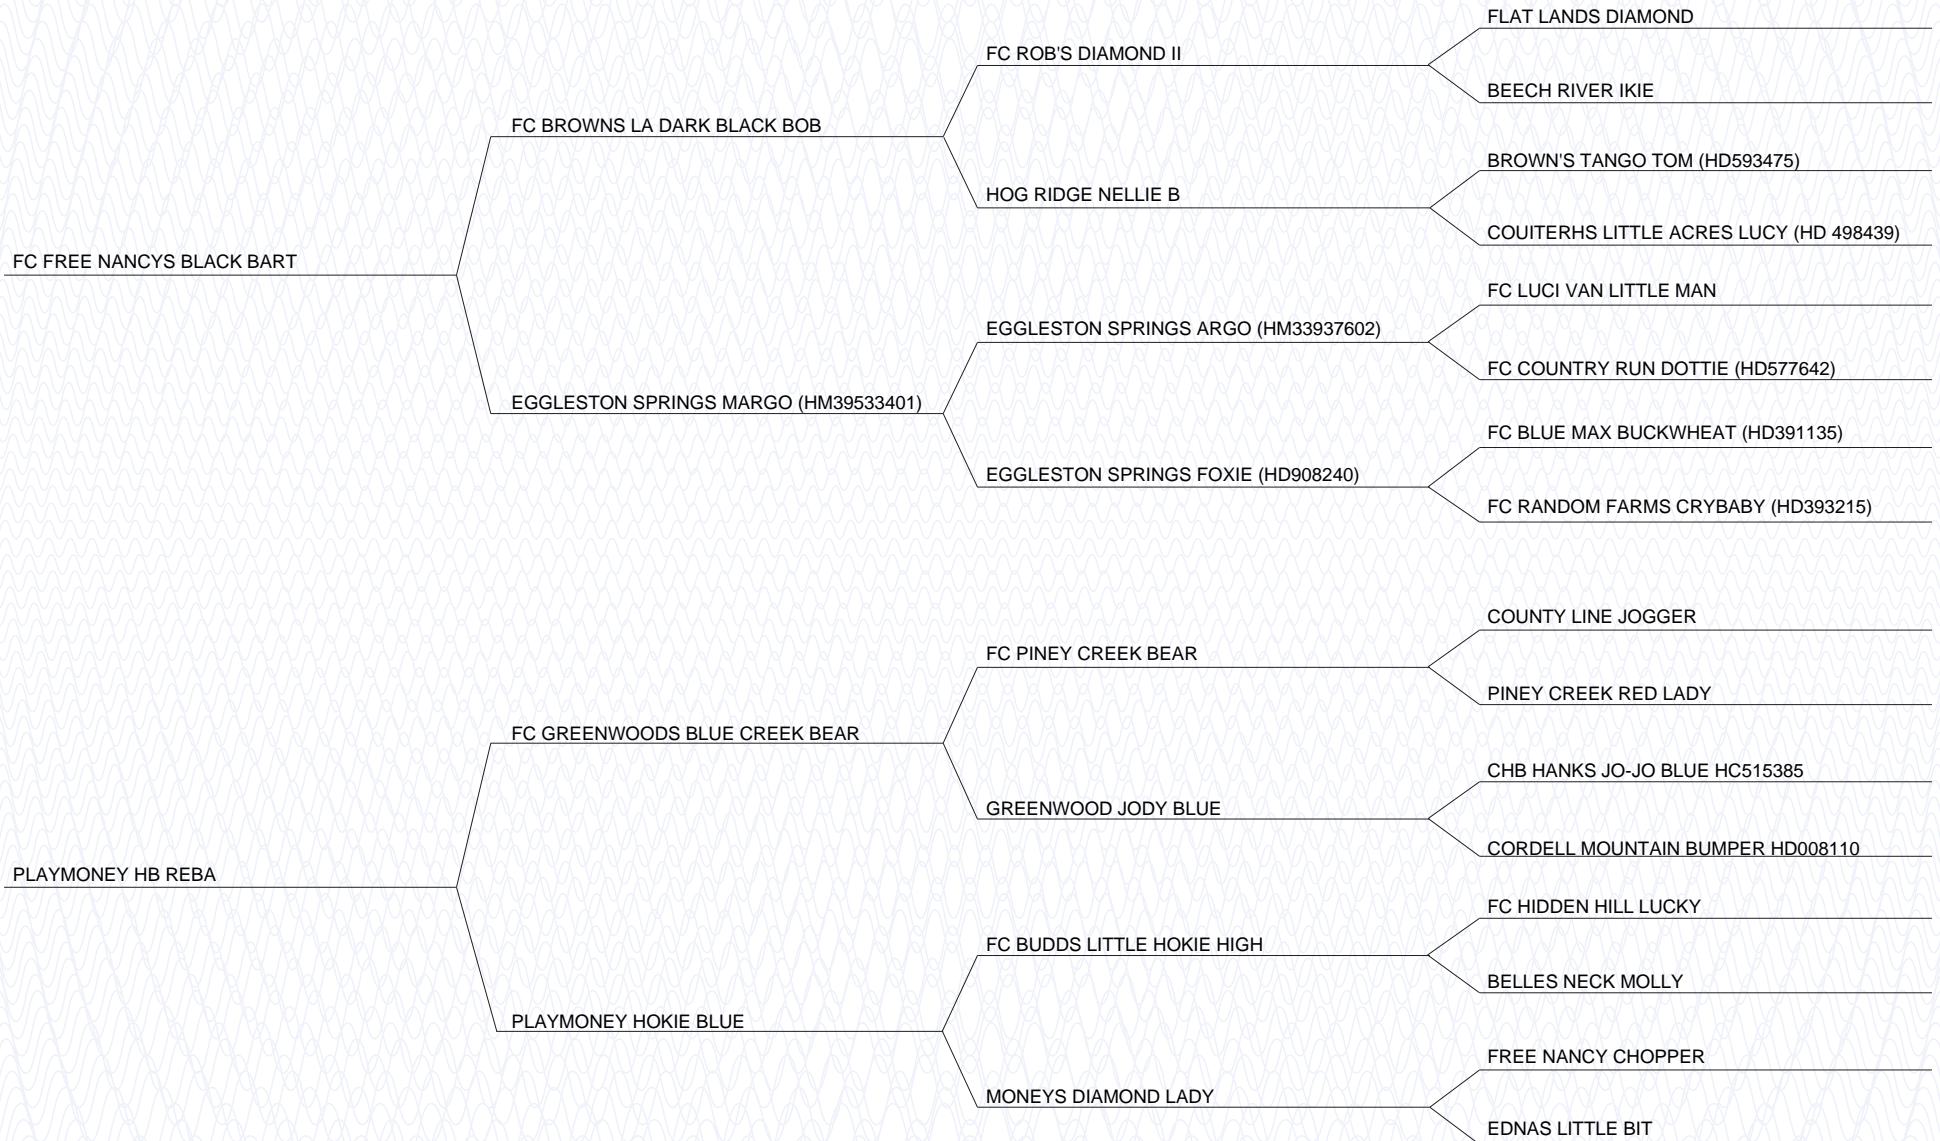 FLAT LANDS DIAMOND
FC ROB'S DIAMOND II
BEECH RIVER IKIE
FC BROWNS LA DARK BLACK BOB
BROWN'S TANGO TOM (HD593475)
HOG RIDGE NELLIE B
COUITERHS LITTLE ACRES LUCY (HD 498439)
FC FREE NANCYS BLACK BART
FC LUCI VAN LITTLE MAN
EGGLESTON SPRINGS ARGO (HM33937602)
FC COUNTRY RUN DOTTIE (HD577642)
EGGLESTON SPRINGS MARGO (HM39533401)
FC BLUE MAX BUCKWHEAT (HD391135)
EGGLESTON SPRINGS FOXIE (HD908240)
FC RANDOM FARMS CRYBABY (HD393215)
COUNTY LINE JOGGER
FC PINEY CREEK BEAR
PINEY CREEK RED LADY
FC GREENWOODS BLUE CREEK BEAR
CHB HANKS JO-JO BLUE HC515385
GREENWOOD JODY BLUE
CORDELL MOUNTAIN BUMPER HD008110
PLAYMONEY HB REBA
FC HIDDEN HILL LUCKY
FC BUDDS LITTLE HOKIE HIGH
BELLES NECK MOLLY
PLAYMONEY HOKIE BLUE
FREE NANCY CHOPPER
MONEYS DIAMOND LADY
EDNAS LITTLE BIT